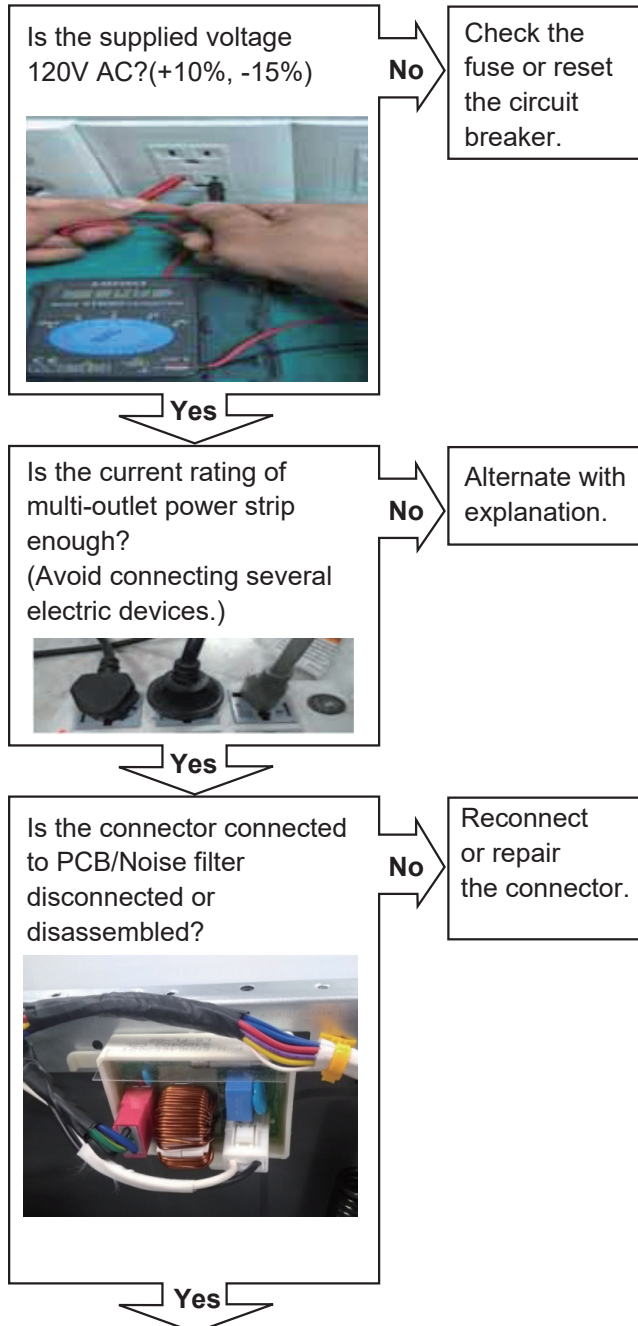 Is the supplied voltage
120V AC?(+10%, -15%)
No
Check the
fuse or reset
the circuit
breaker.
Yes
Is the current rating of
multi-outlet power strip
enough?
(Avoid connecting several
electric devices.)
No
Alternate with
explanation.
Yes
Is the connector connected
to PCB/Noise filter
disconnected or
disassembled?
No
Reconnect
or repair
the connector.
Yes